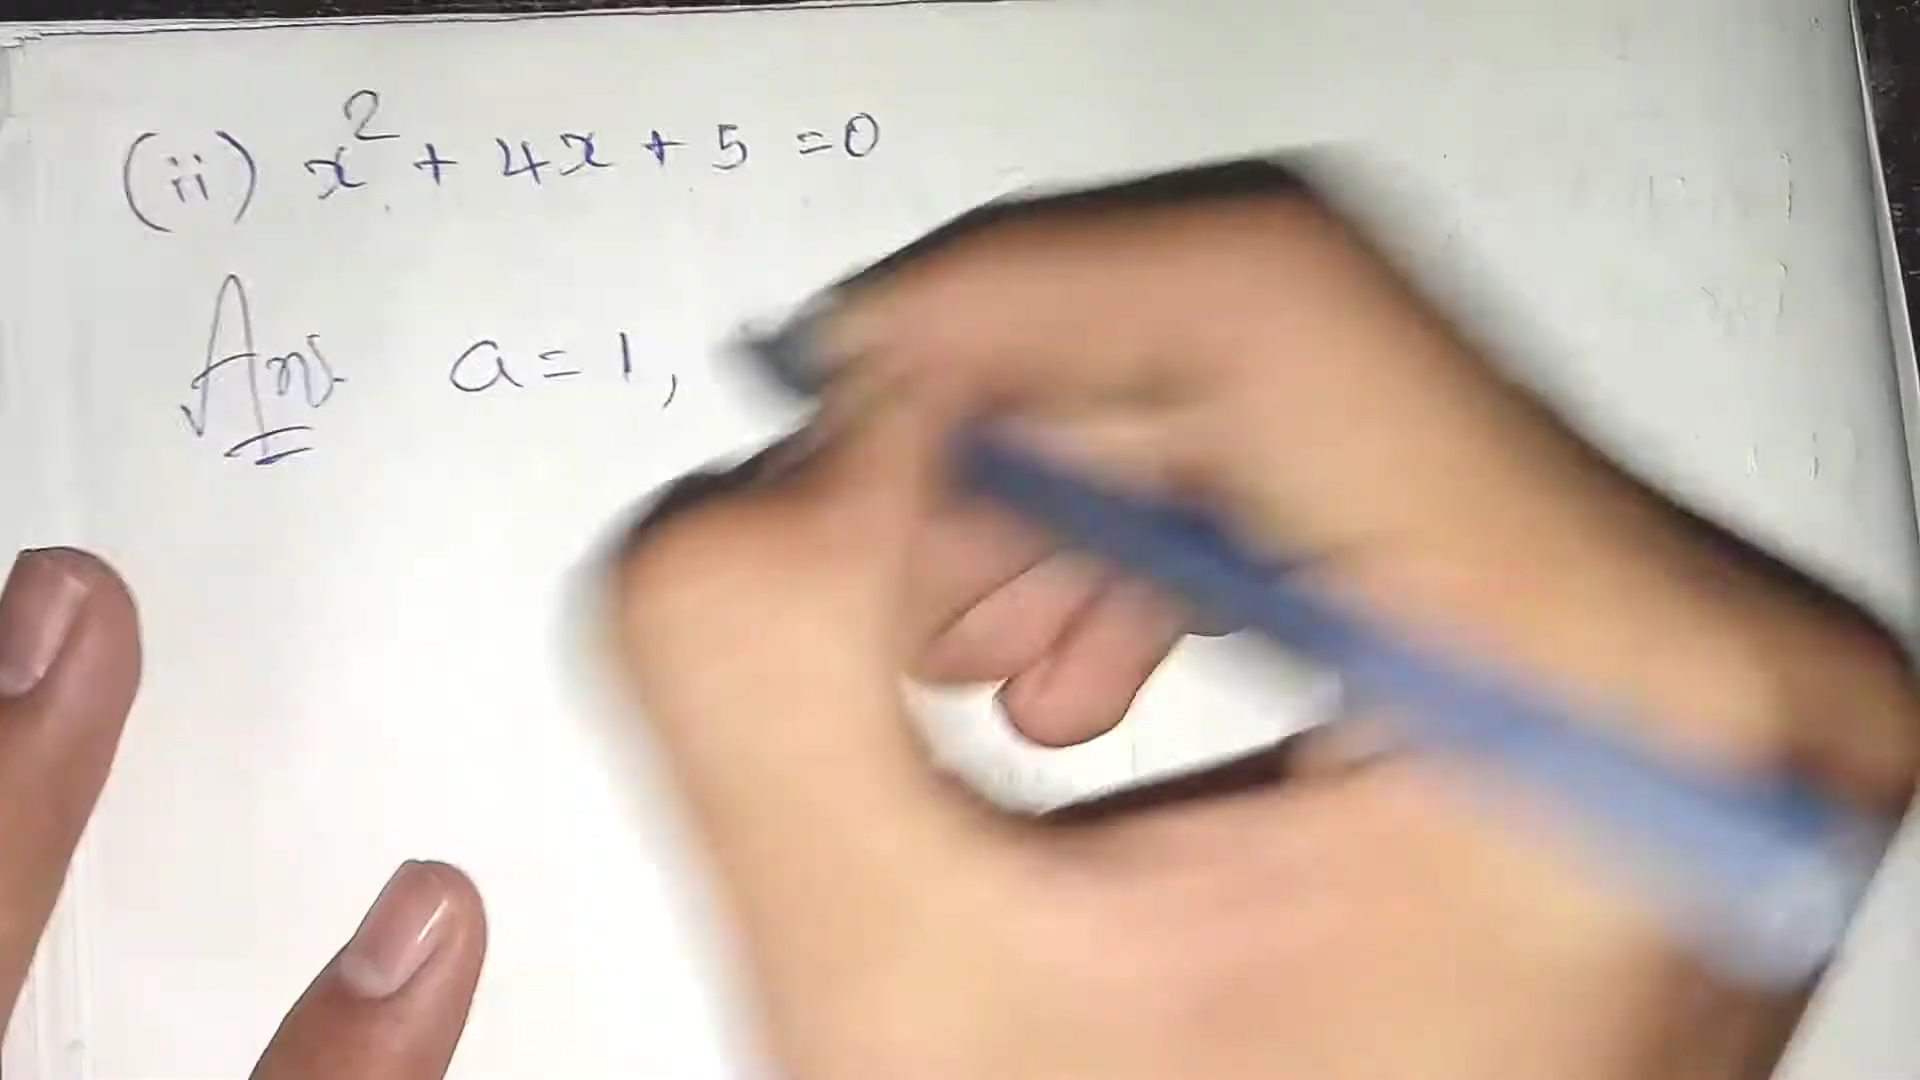 (ii) x² + 4x + 5 = 0
Ans. a = 1,